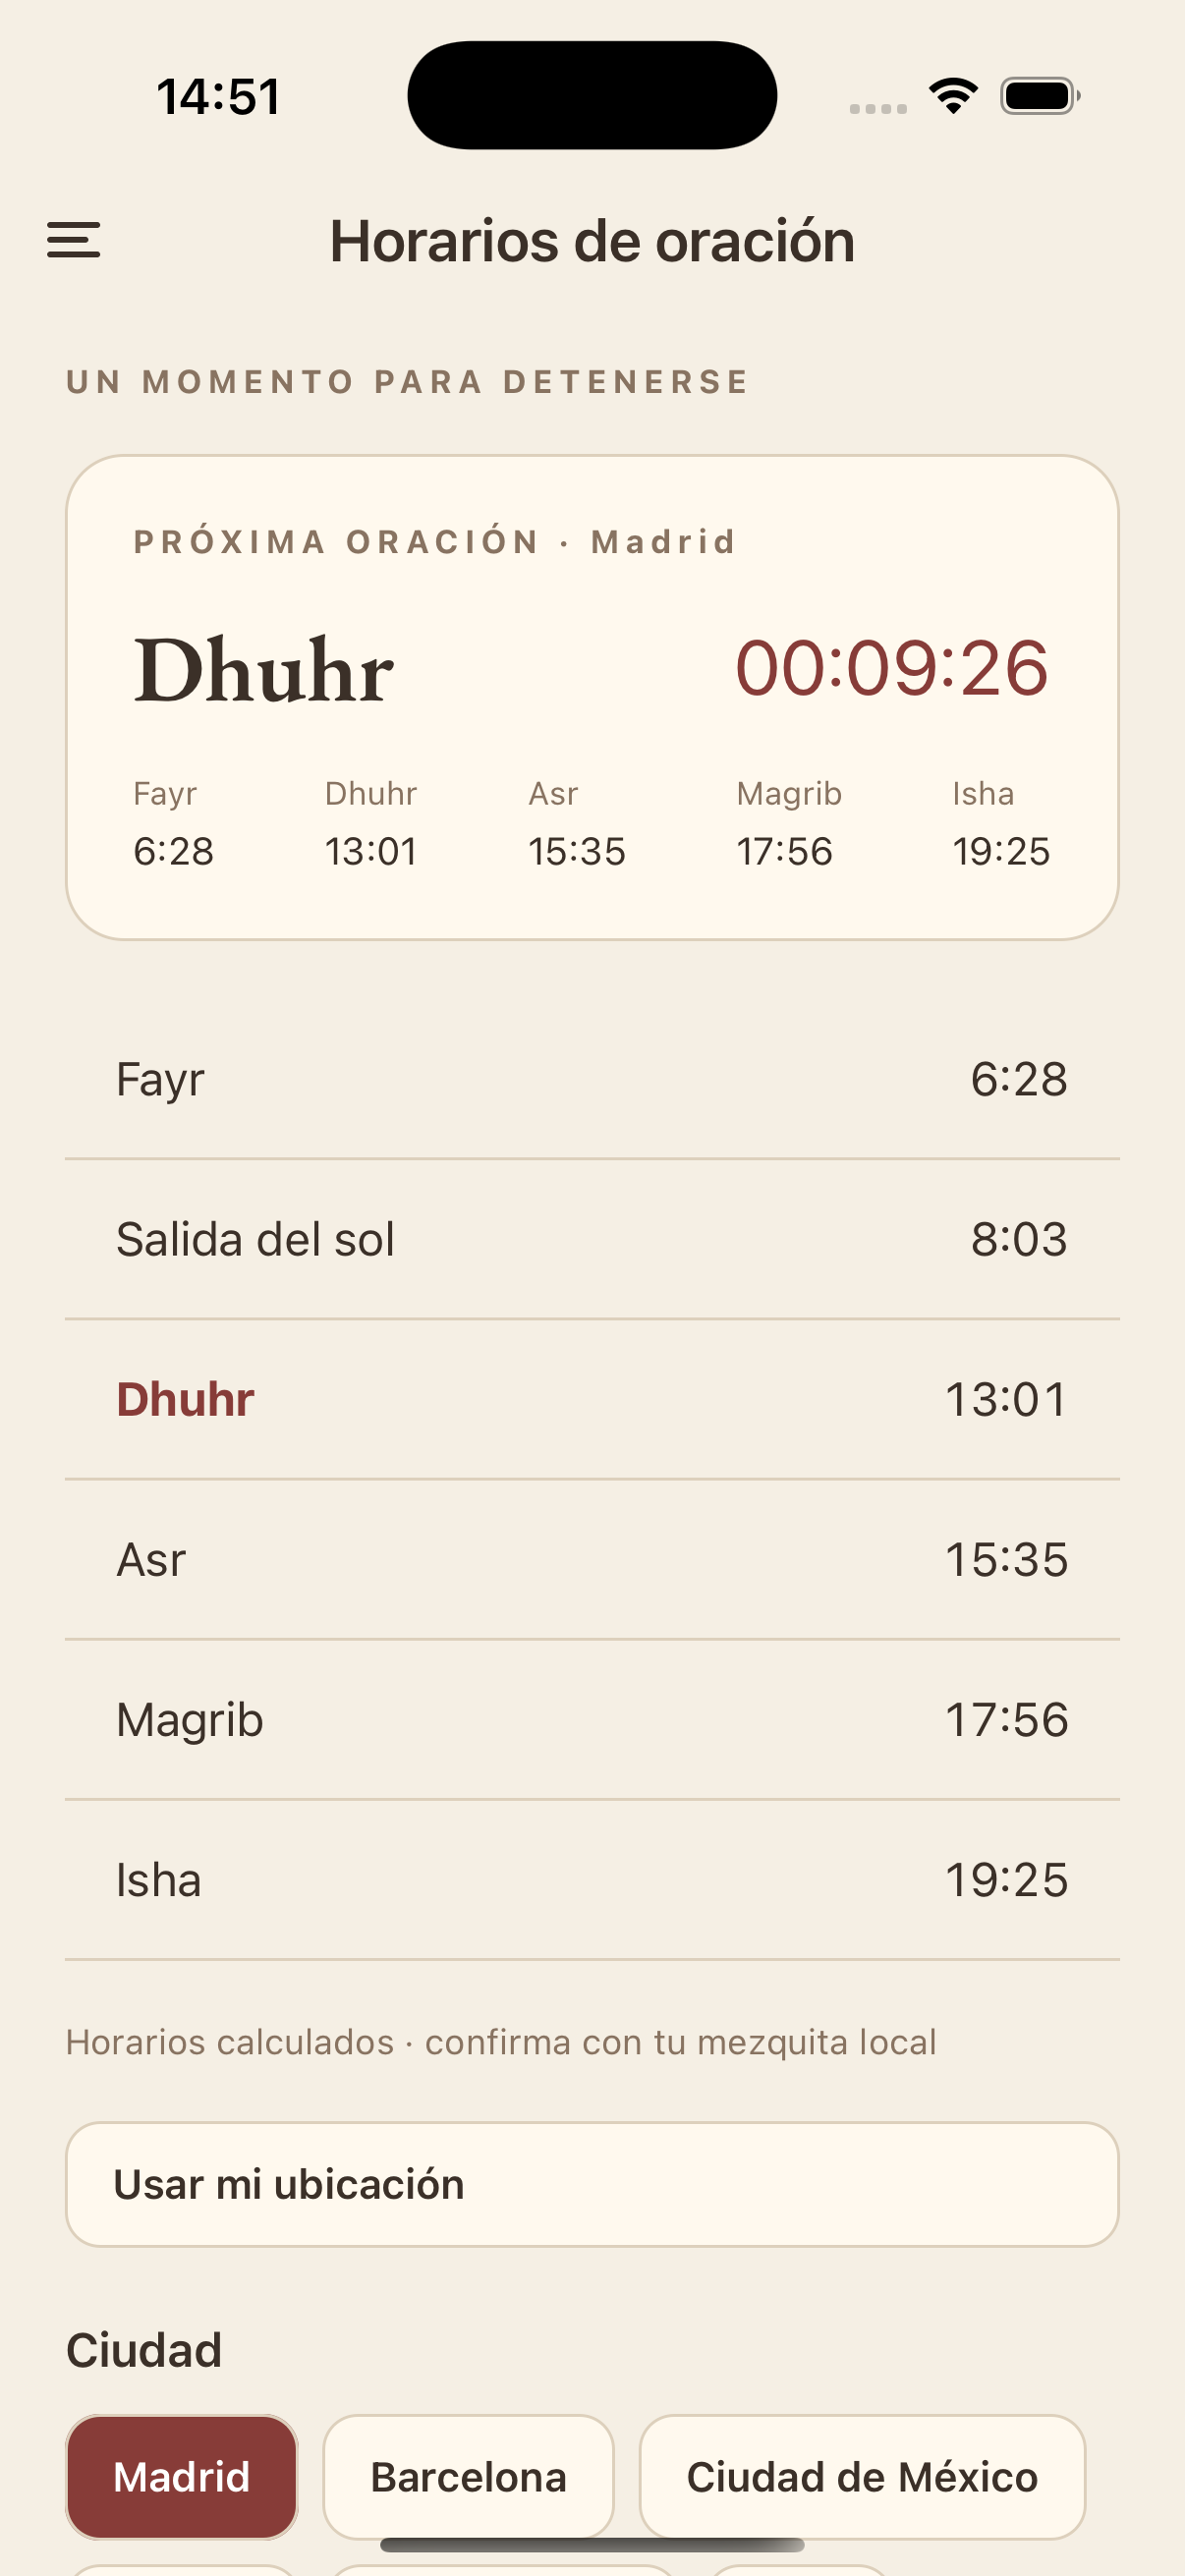 14:51
Horarios de oración
UN MOMENTO PARA DETENERSE
PRÓXIMA ORACIÓN · Madrid
Dhuhr 00:09:26
Fayr Dhuhr Asr Magrib Isha
6:28 13:01 15:35 17:56 19:25
Fayr 6:28
Salida del sol 8:03
Dhuhr 13:01
Asr 15:35
Magrib 17:56
Isha 19:25
Horarios calculados · confirma con tu mezquita local
Usar mi ubicación
Ciudad
Madrid Barcelona Ciudad de México